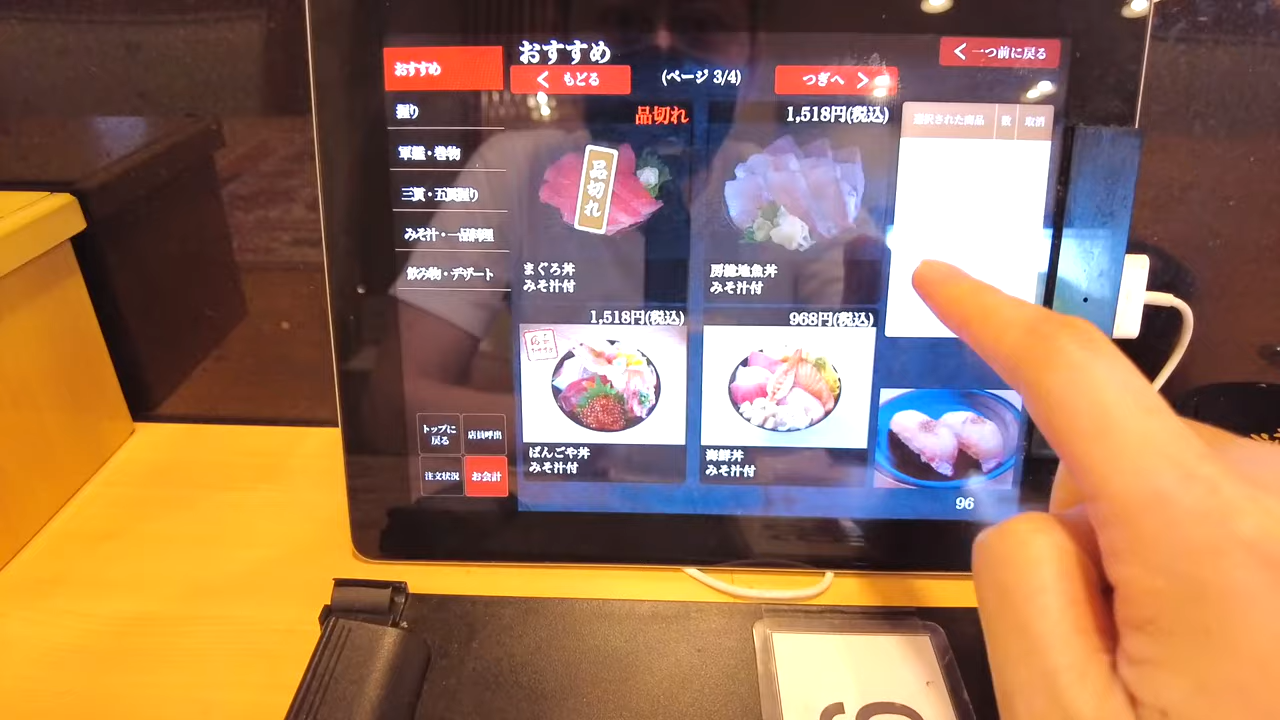 おすすめ
おすすめ
一つ前に戻る
もどる
(ページ 3/4)
つぎへ
握り
軍艦・巻物
三貫・五貫握り
みそ汁・一品料理
飲み物・デザート
品切れ
品切れ
まぐろ丼
みそ汁付
1,518円(税込)
房総地魚丼
みそ汁付
選択された商品
数
取消
1,518円(税込)
ばんごや丼
みそ汁付
968円(税込)
海鮮丼
みそ汁付
トップに
戻る
店員呼出
注文状況
お会計
96